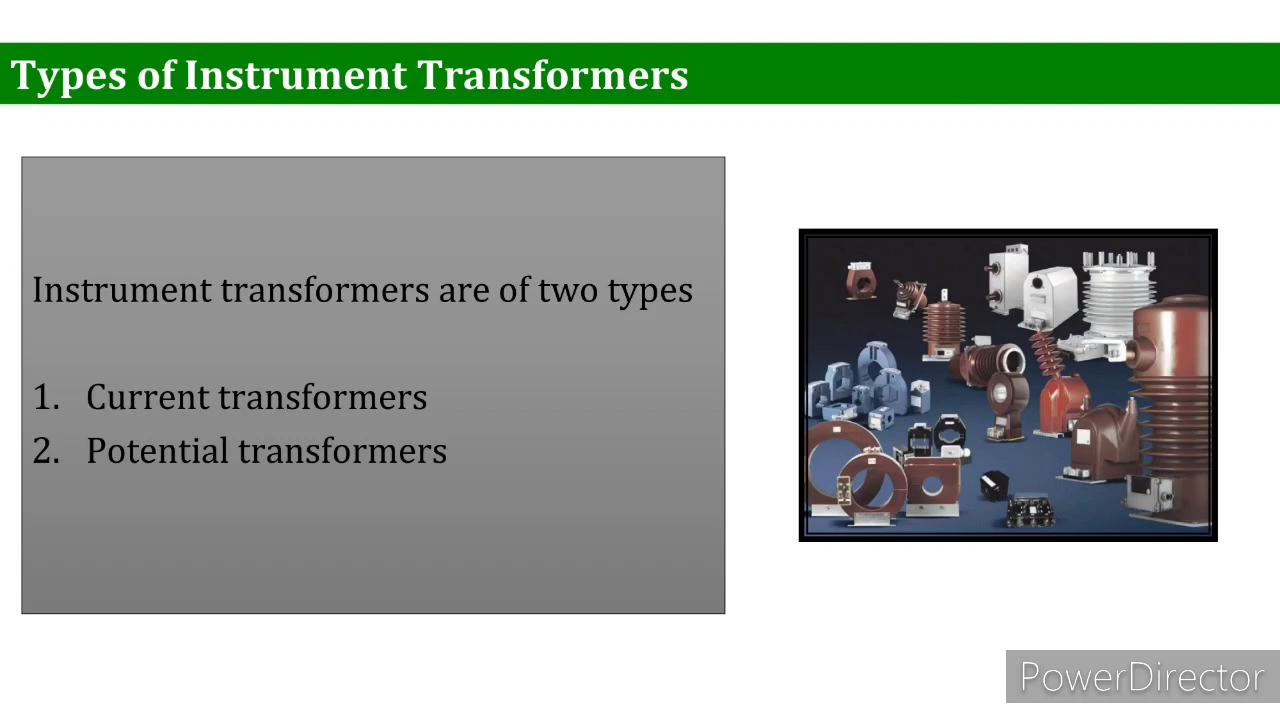 Types of Instrument Transformers
Instrument transformers are of two types
1. Current transformers
2. Potential transformers
PowerDirector